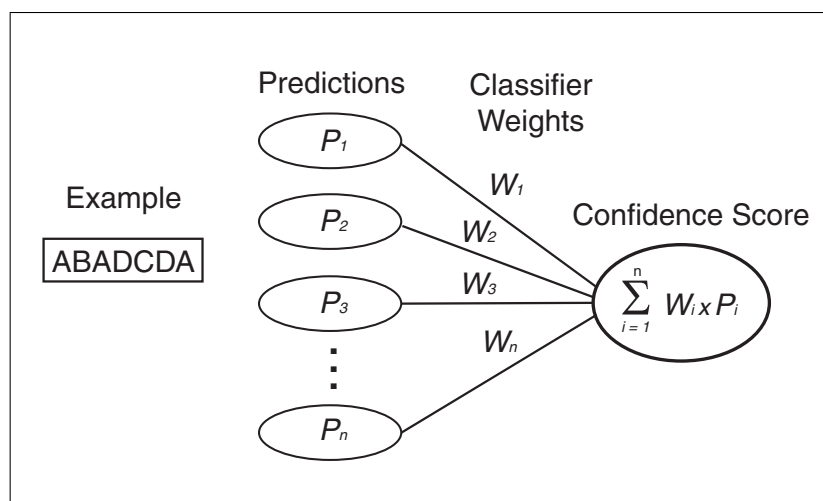 Predictions
Classifier
Weights
Example
ABADCDA
P1
P2
P3
⋮
Pn
W1
W2
W3
Wn
Confidence Score
n
∑ Wi x Pi
i = 1